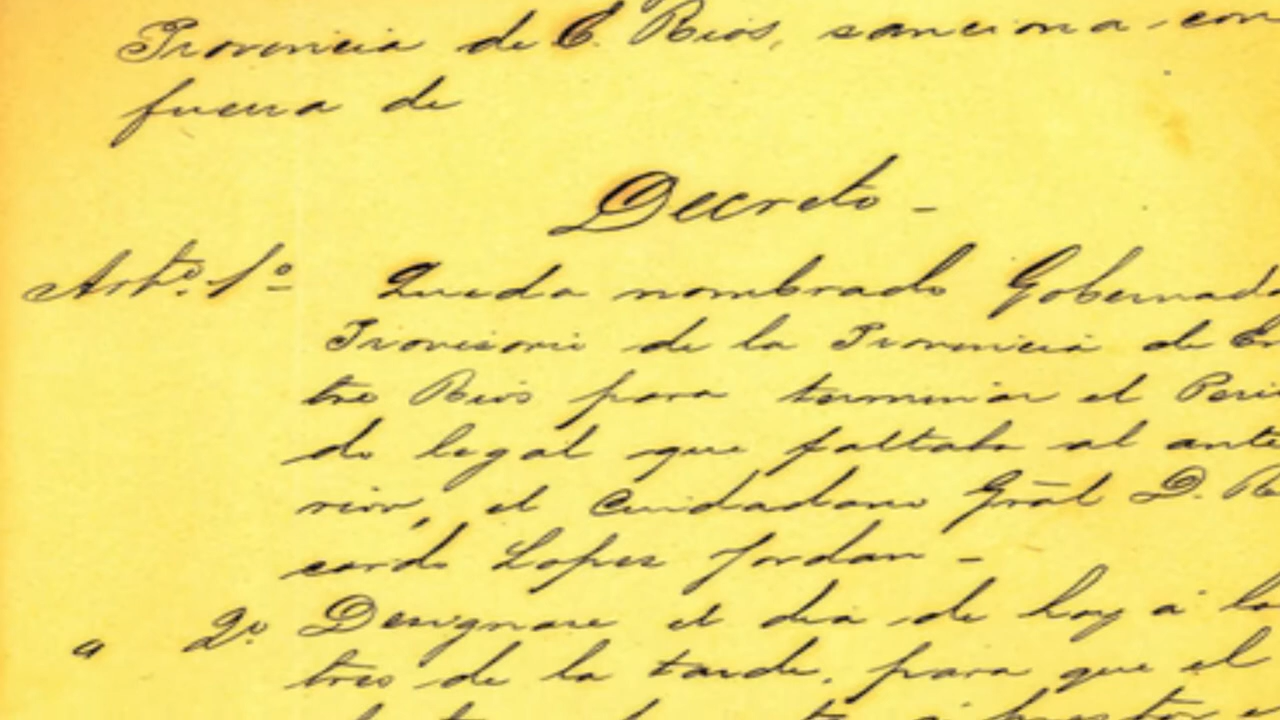 Provincia de E. Rios, sanciona con
fuerza de
Decreto -
Arto. 1º Queda nombrado Gobernado
Provisorio de la Provincia de En
tre Rios para terminar el Perio
do legal que faltaba al ante
rior, el Ciudadano Gral D. Ri
cardo Lopez Jordan -
" 2º Designase el dia de hoy a las
tres de la tarde, para que el